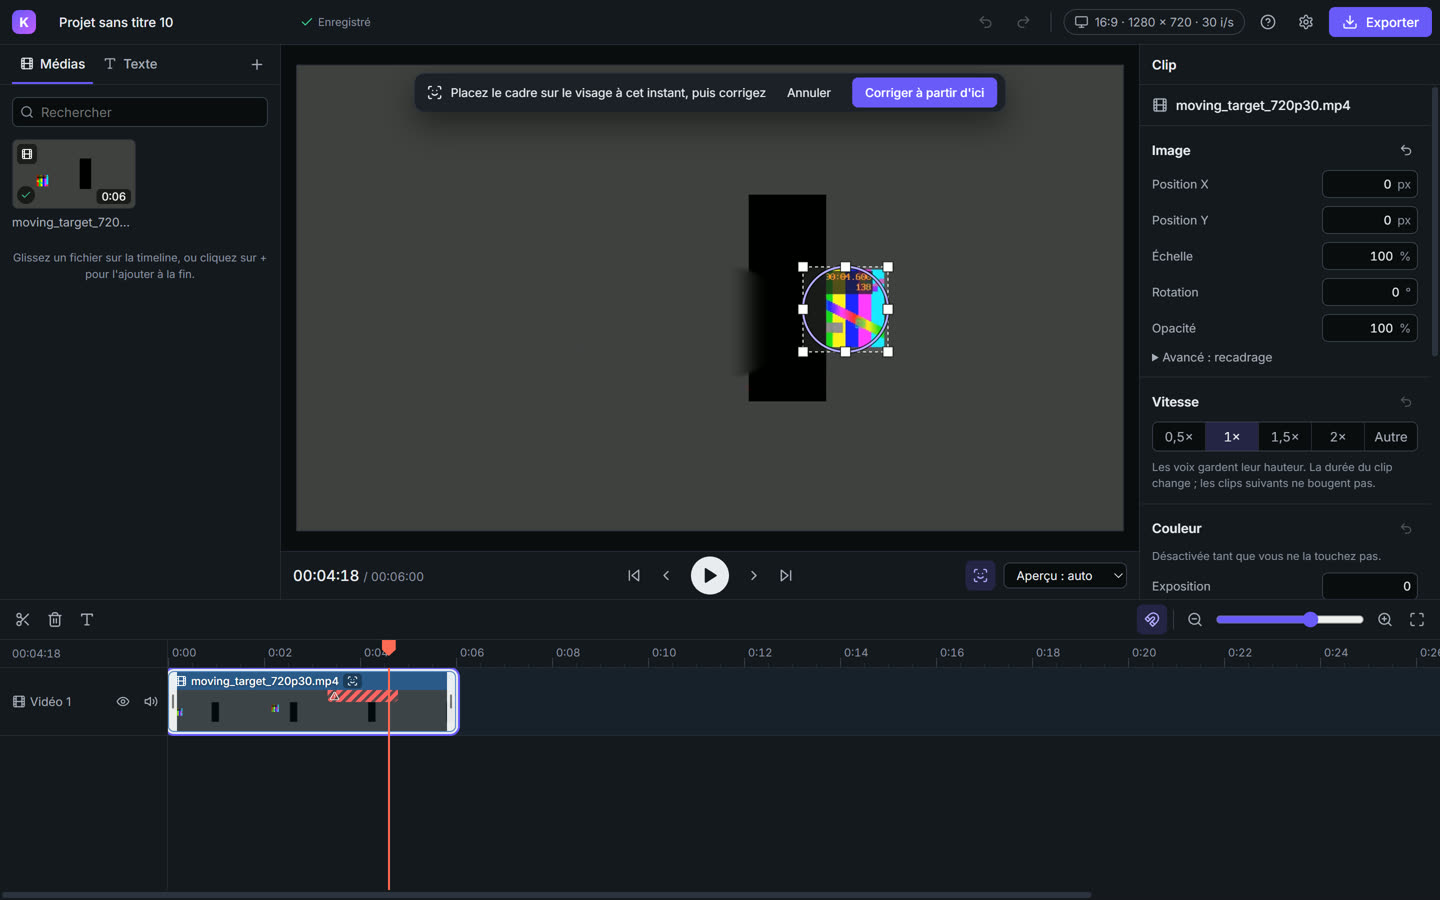 K
Projet sans titre 10
Enregistré
16:9 · 1280 × 720 · 30 i/s
Exporter
Médias
Texte
Rechercher
0:06
moving_target_720...
Glissez un fichier sur la timeline, ou cliquez sur +
pour l'ajouter à la fin.
Placez le cadre sur le visage à cet instant, puis corrigez
Annuler
Corriger à partir d'ici
138
00:04:18 / 00:06:00
Aperçu : auto
Clip
moving_target_720p30.mp4
Image
Position X
0 px
Position Y
0 px
Échelle
100 %
Rotation
0 °
Opacité
100 %
Avancé : recadrage
Vitesse
0,5×
1×
1,5×
2×
Autre
Les voix gardent leur hauteur. La durée du clip
change ; les clips suivants ne bougent pas.
Couleur
Désactivée tant que vous ne la touchez pas.
Exposition
0
00:04:18
0:00
0:02
0:04
0:06
0:08
0:10
0:12
0:14
0:16
0:18
0:20
0:22
0:24
Vidéo 1
moving_target_720p30.mp4